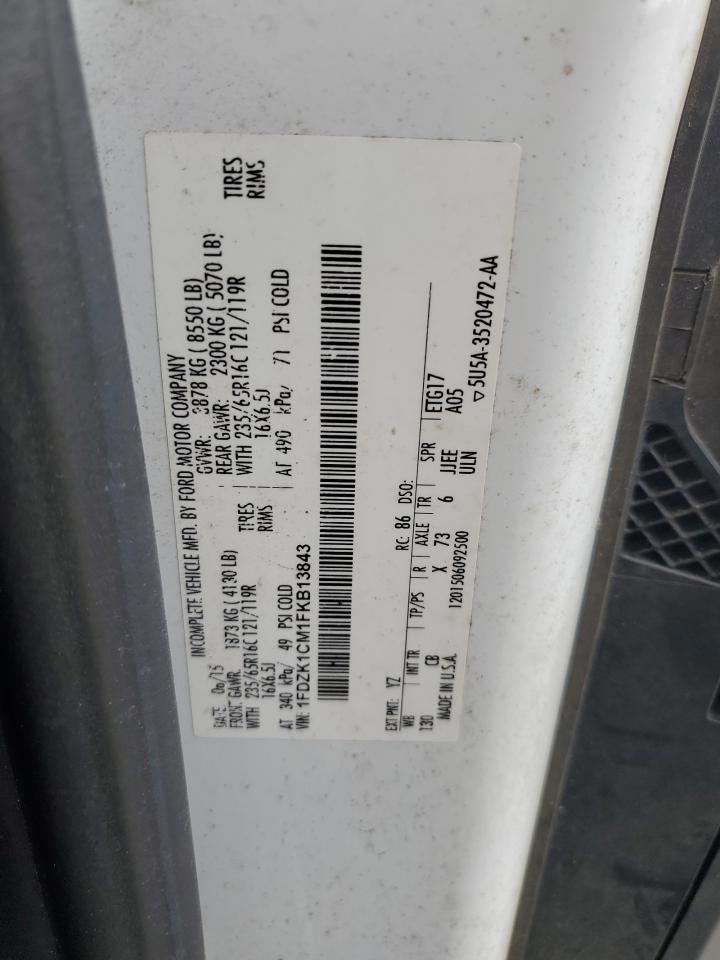 INCOMPLETE VEHICLE MFD. BY FORD MOTOR COMPANY
DATE: 06/15 GVWR: 3878 KG ( 8550 LB)
FRONT GAWR: 1873 KG ( 4130 LB) REAR GAWR: 2300 KG ( 5070 LB)
WITH 235/65R16C 121/119R TIRES WITH 235/65R16C 121/119R TIRES
16X6.5J RIMS 16X6.5J RIMS
AT 340 kPa/ 49 PSI COLD AT 490 kPa/ 71 PSI COLD
VIN: 1FDZK1CM1FKB13843
EXT PNT: YZ RC: 86 DSO:
WB INT TR TP/PS R AXLE TR SPR
130 CB X 73 6 JJEE ETG17
MADE IN U.S.A. 1201506092500 ULN A05
▽5U5A-3520472-AA